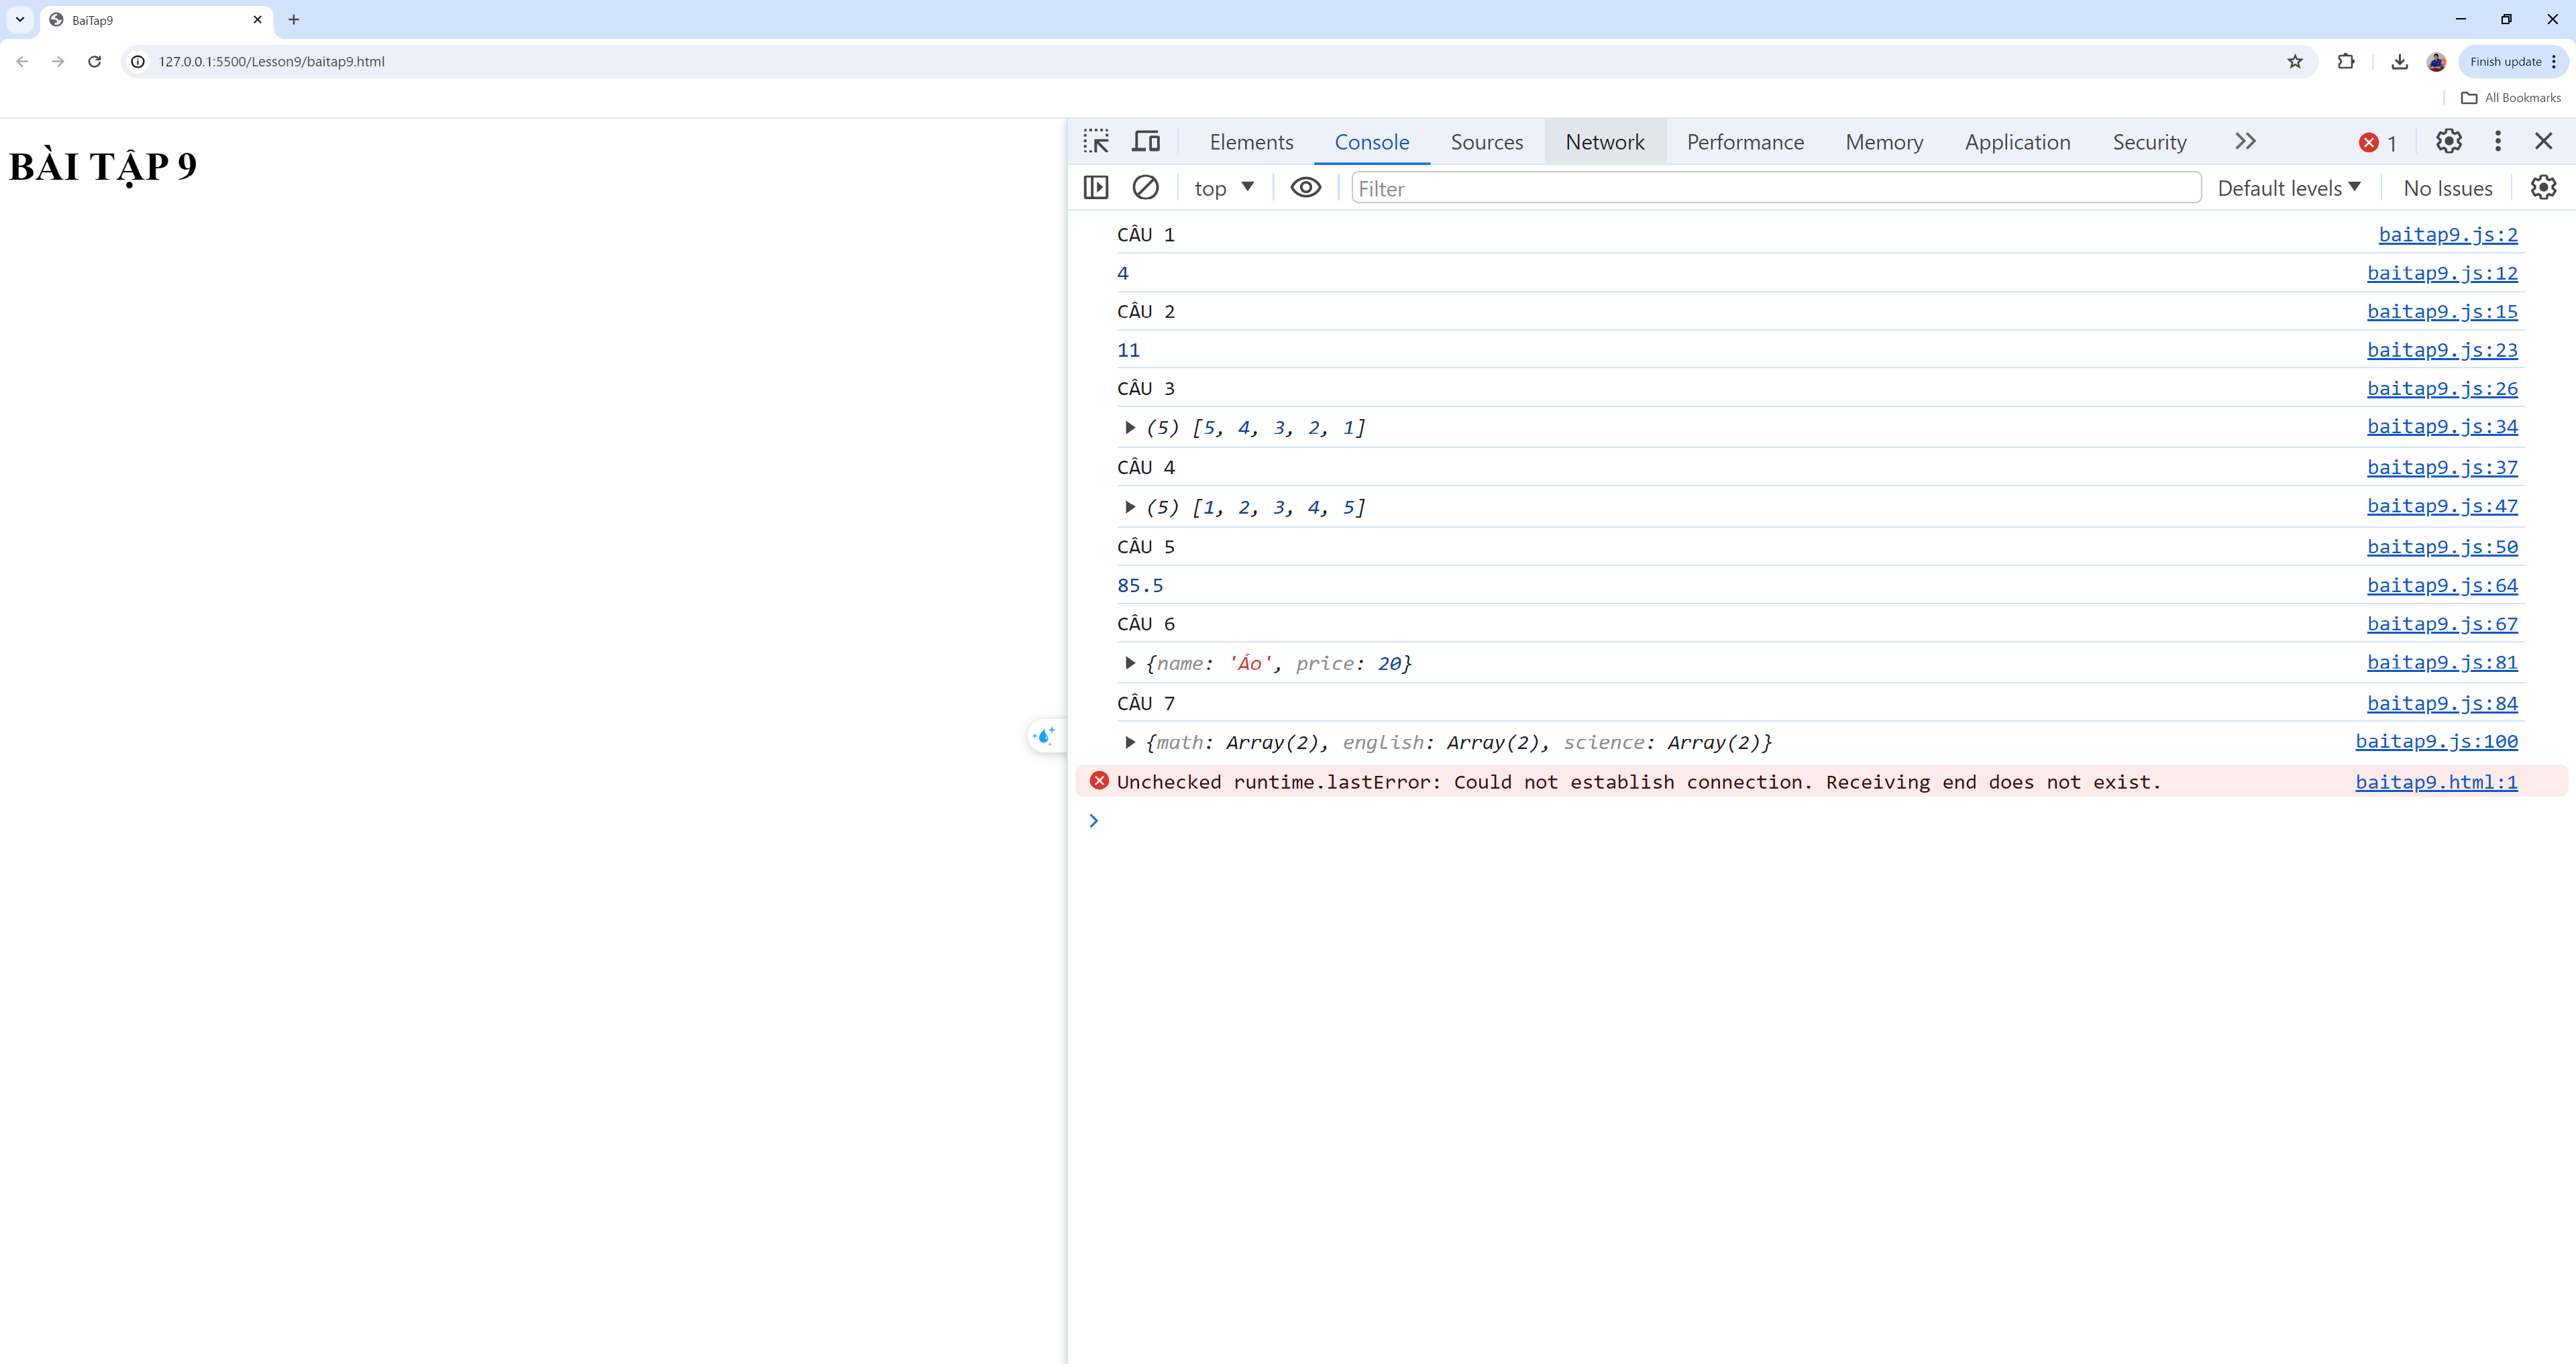 BaiTap9
127.0.0.1:5500/Lesson9/baitap9.html
Finish update
All Bookmarks
BÀI TẬP 9
Elements Console Sources Network Performance Memory Application Security 1
top Filter Default levels No Issues
CÂU 1 baitap9.js:2
4 baitap9.js:12
CÂU 2 baitap9.js:15
11 baitap9.js:23
CÂU 3 baitap9.js:26
(5) [5, 4, 3, 2, 1] baitap9.js:34
CÂU 4 baitap9.js:37
(5) [1, 2, 3, 4, 5] baitap9.js:47
CÂU 5 baitap9.js:50
85.5 baitap9.js:64
CÂU 6 baitap9.js:67
{name: 'Áo', price: 20} baitap9.js:81
CÂU 7 baitap9.js:84
{math: Array(2), english: Array(2), science: Array(2)} baitap9.js:100
Unchecked runtime.lastError: Could not establish connection. Receiving end does not exist. baitap9.html:1